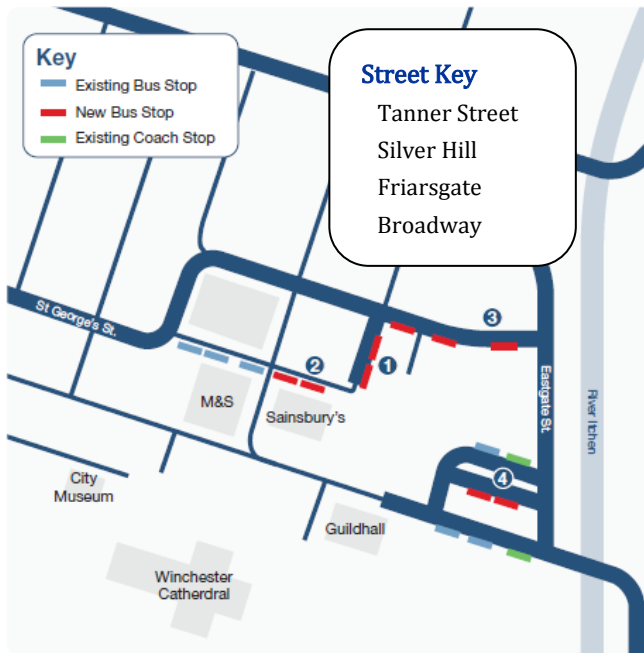 Key
Existing Bus Stop
New Bus Stop
Existing Coach Stop
Street Key
Tanner Street
Silver Hill
Friarsgate
Broadway
St George's St.
3
1
2
Eastgate St.
River Itchen
M&S
Sainsbury's
4
City
Museum
Guildhall
Winchester
Catherdral